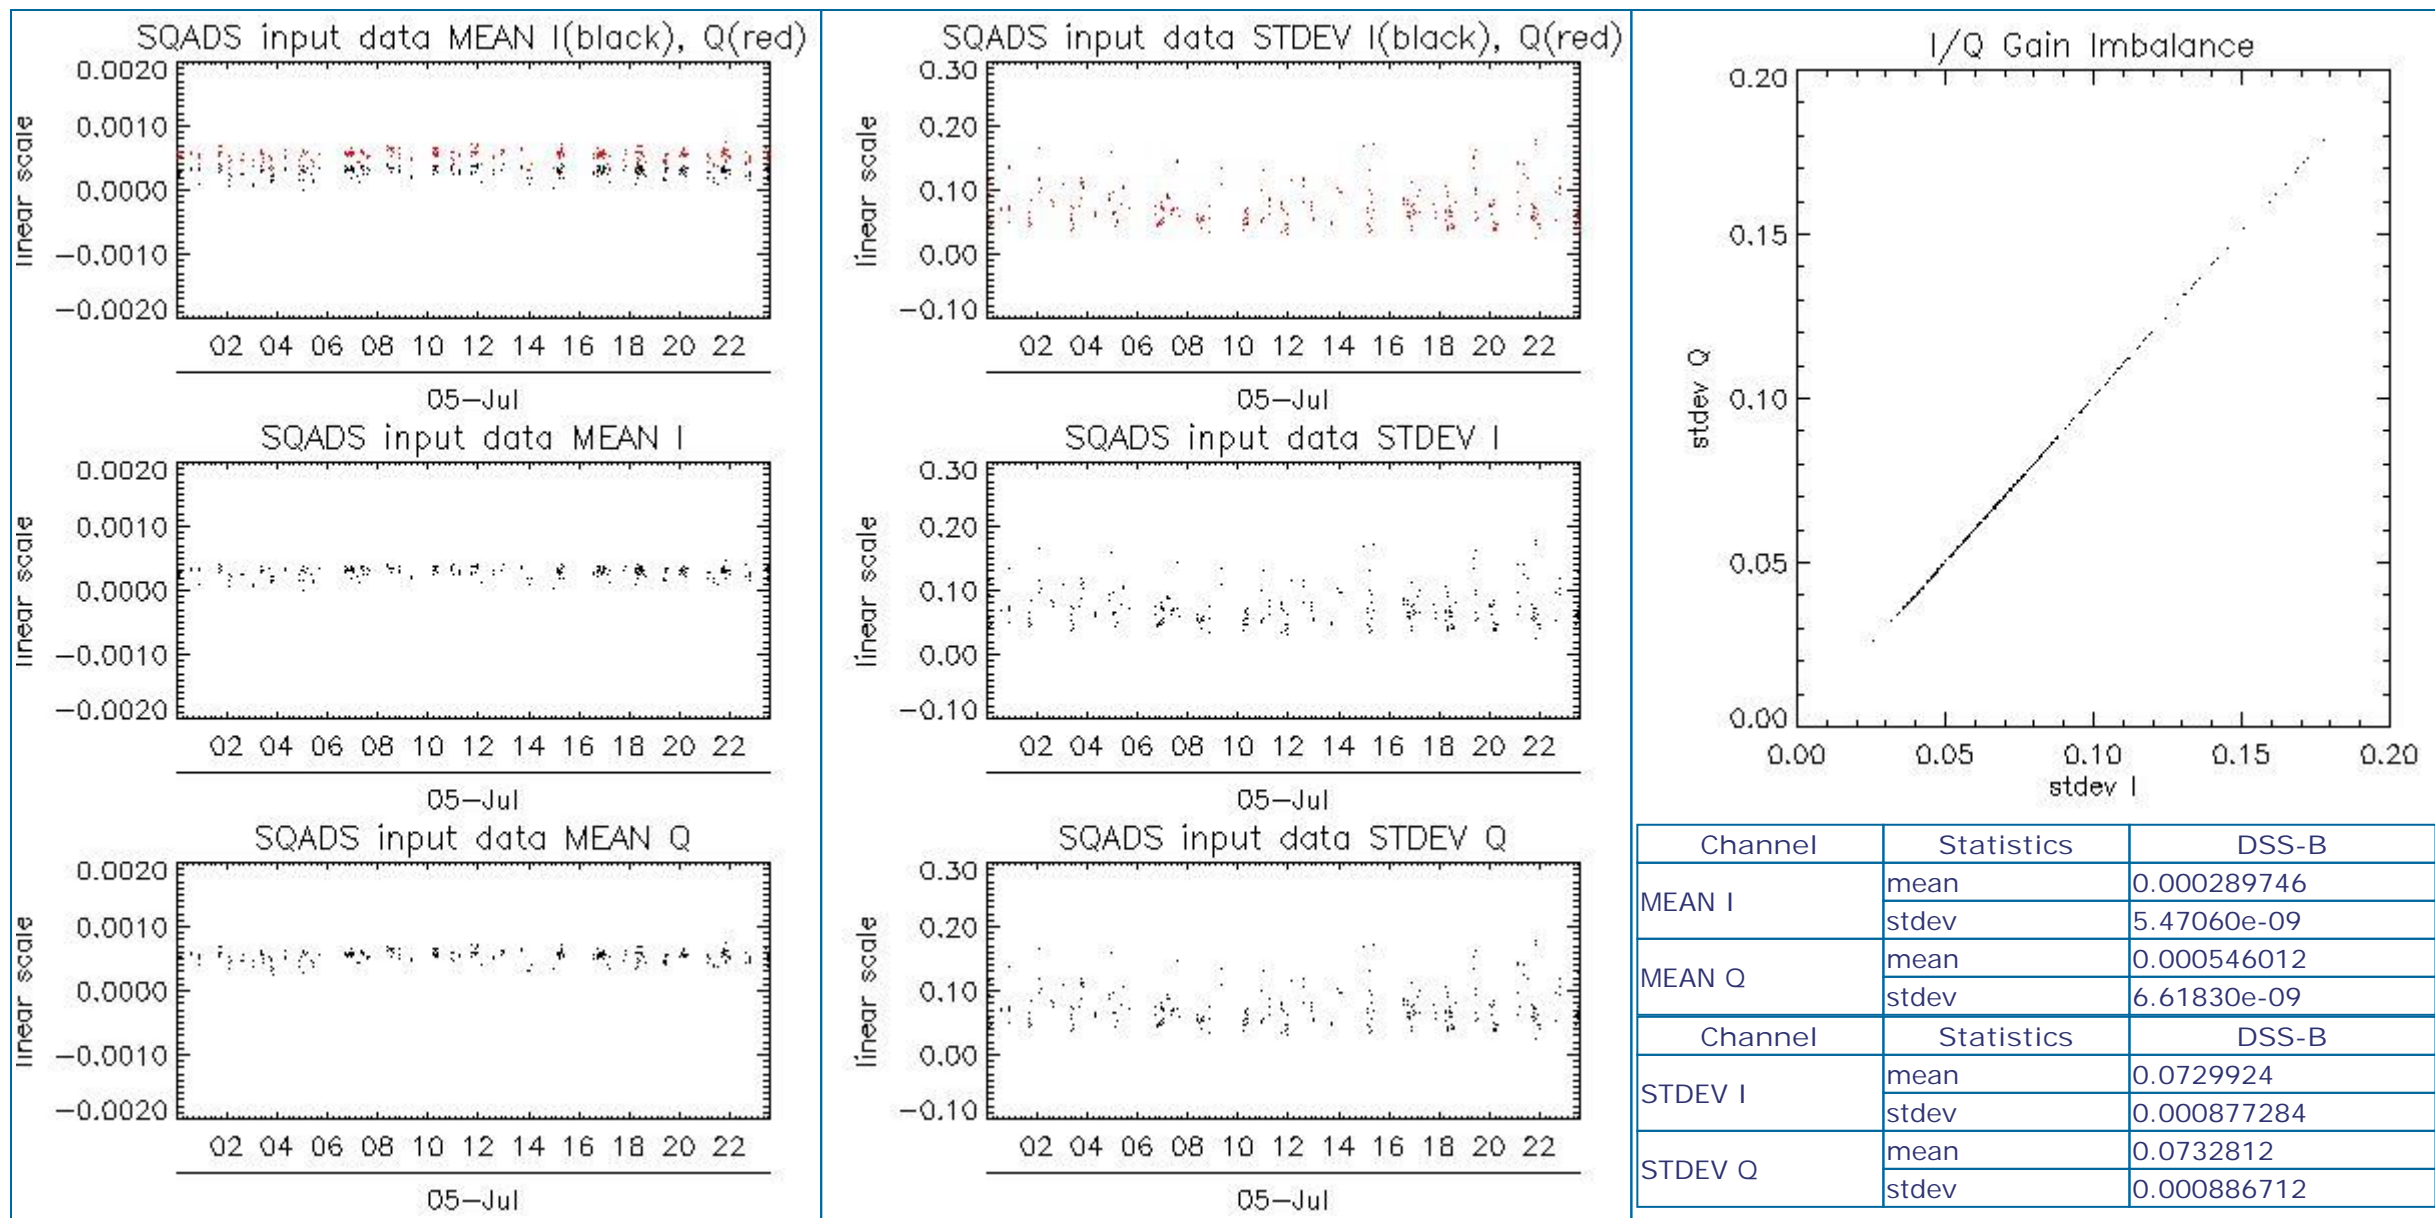 SQADS input data MEAN I(black), Q(red)
0.0020
0.0010
0.0000
−0.0010
−0.0020
linear scale
02 04 06 08 10 12 14 16 18 20 22
05−Jul
SQADS input data MEAN I
0.0020
0.0010
0.0000
−0.0010
−0.0020
linear scale
02 04 06 08 10 12 14 16 18 20 22
05−Jul
SQADS input data MEAN Q
0.0020
0.0010
0.0000
−0.0010
−0.0020
linear scale
02 04 06 08 10 12 14 16 18 20 22
05−Jul
SQADS input data STDEV I(black), Q(red)
0.30
0.20
0.10
0.00
−0.10
linear scale
02 04 06 08 10 12 14 16 18 20 22
05−Jul
SQADS input data STDEV I
0.30
0.20
0.10
0.00
−0.10
linear scale
02 04 06 08 10 12 14 16 18 20 22
05−Jul
SQADS input data STDEV Q
0.30
0.20
0.10
0.00
−0.10
linear scale
02 04 06 08 10 12 14 16 18 20 22
05−Jul
I/Q Gain Imbalance
0.20
0.15
0.10
0.05
0.00
stdev Q
0.00 0.05 0.10 0.15 0.20
stdev I
Channel Statistics DSS-B
MEAN I mean 0.000289746
stdev 5.47060e-09
MEAN Q mean 0.000546012
stdev 6.61830e-09
Channel Statistics DSS-B
STDEV I mean 0.0729924
stdev 0.000877284
STDEV Q mean 0.0732812
stdev 0.000886712